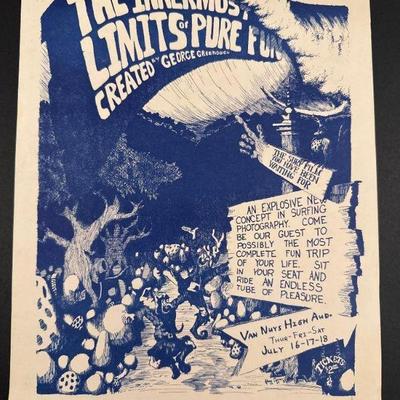 THE INNERMOST
LIMITS OF PURE FUN
CREATED BY GEORGE GREENOUGH
THE SURF FILM
YOU HAVE BEEN
WAITING FOR
AN EXPLOSIVE NEW
CONCEPT IN SURFING
PHOTOGRAPHY. COME
BE OUR GUEST TO
POSSIBLY THE MOST
COMPLETE FUN TRIP
OF YOUR LIFE. SIT
IN YOUR SEAT AND
RIDE AN ENDLESS
TUBE OF PLEASURE.
VAN NUYS HIGH AUD.
THUR-FRI-SAT
JULY 16-17-18
TICKETS